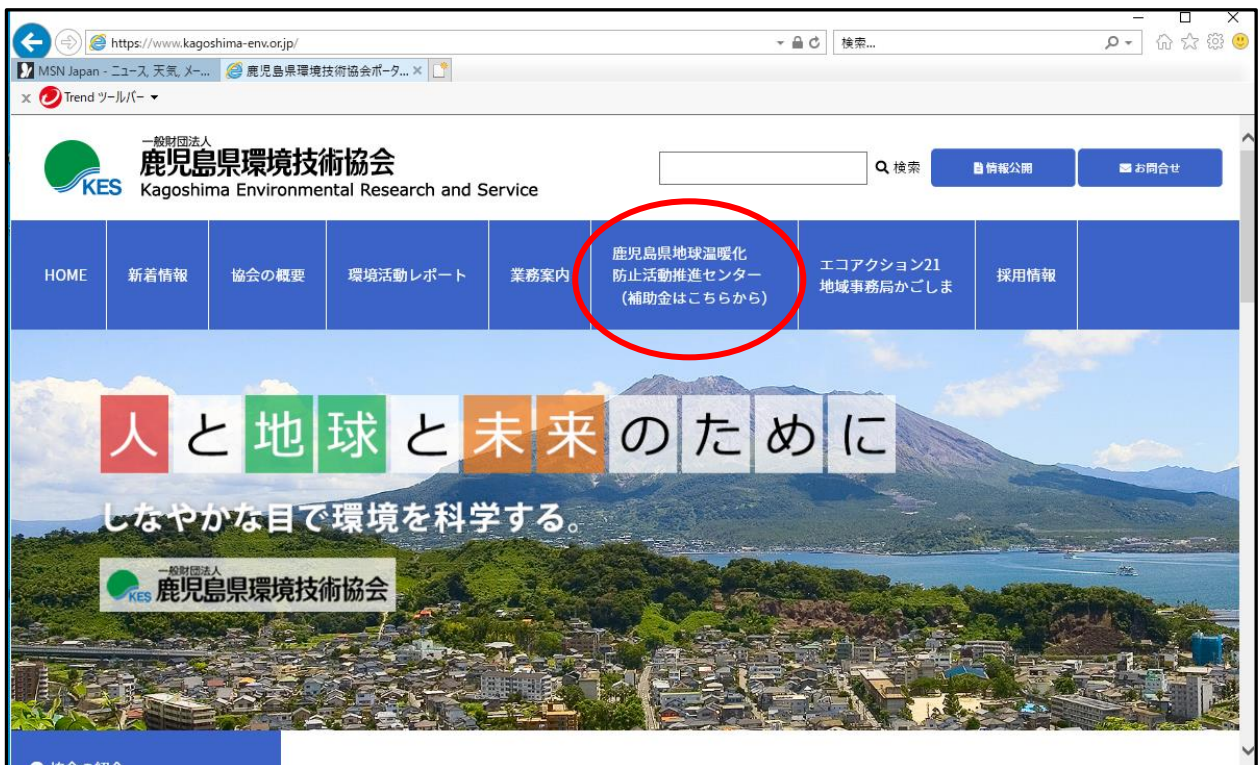 https://www.kagoshima-env.or.jp/
検索...
MSN Japan - ニュース, 天気, メー...
鹿児島県環境技術協会ポータ...
Trend ツールバー
一般財団法人
鹿児島県環境技術協会
KES
Kagoshima Environmental Research and Service
検索
情報公開
お問合せ
HOME
新着情報
協会の概要
環境活動レポート
業務案内
鹿児島県地球温暖化
防止活動推進センター
(補助金はこちらから)
エコアクション21
地域事務局かごしま
採用情報
人と地球と未来のために
しなやかな目で環境を科学する。
一般財団法人
KES 鹿児島県環境技術協会